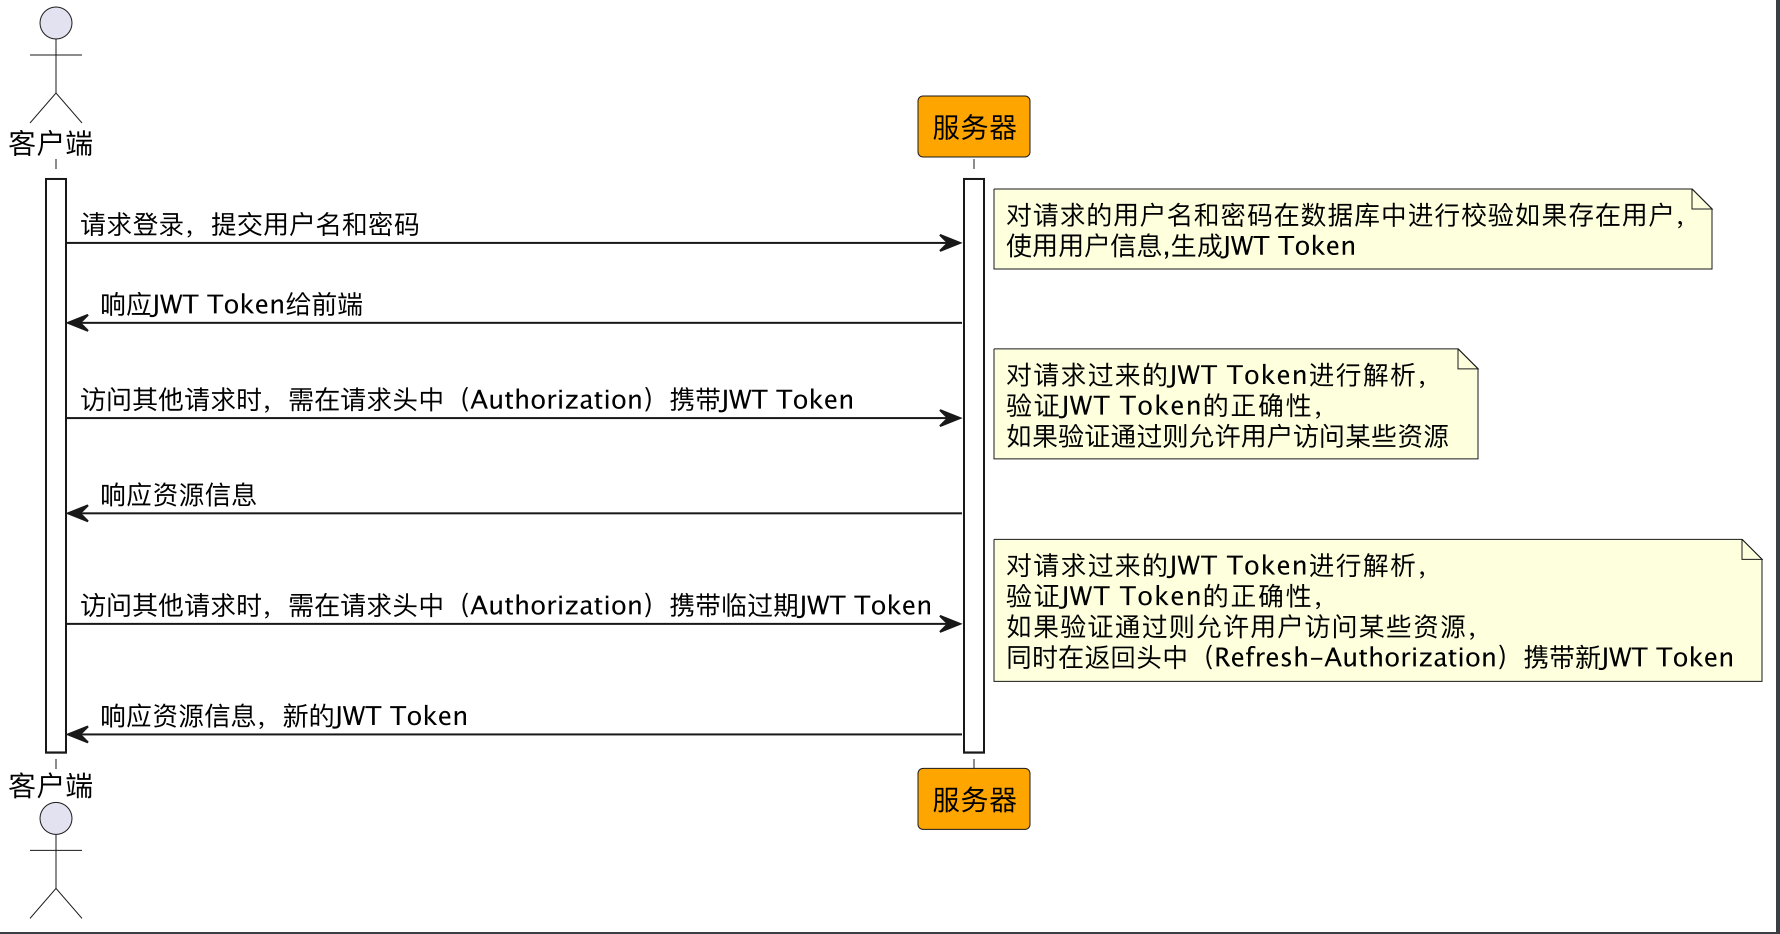 客户端
服务器
请求登录，提交用户名和密码
对请求的用户名和密码在数据库中进行校验如果存在用户，
使用用户信息,生成JWT Token
响应JWT Token给前端
访问其他请求时，需在请求头中（Authorization）携带JWT Token
对请求过来的JWT Token进行解析，
验证JWT Token的正确性，
如果验证通过则允许用户访问某些资源
响应资源信息
访问其他请求时，需在请求头中（Authorization）携带临过期JWT Token
对请求过来的JWT Token进行解析，
验证JWT Token的正确性，
如果验证通过则允许用户访问某些资源，
同时在返回头中（Refresh-Authorization）携带新JWT Token
响应资源信息，新的JWT Token
客户端
服务器